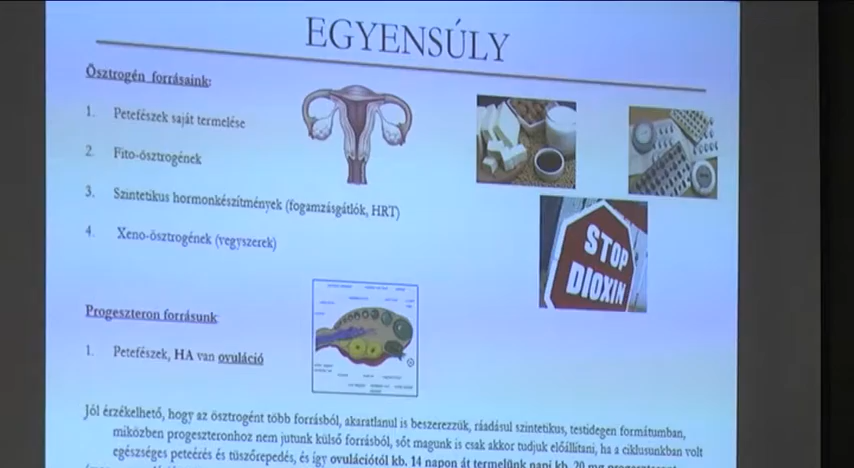 EGYENSÚLY
Ösztrogén forrásaink:
1. Petefészek saját termelése
2. Fito-ösztrogének
3. Szintetikus hormonkészítmények (fogamzásgátlók, HRT)
4. Xeno-ösztrogének (vegyszerek)
STOP
DIOXIN
Progeszteron forrásunk
1. Petefészek, HA van ovuláció
Jól érzékelhető, hogy az ösztrogént több forrásból, akaratlanul is beszerezzük, ráadásul szintetikus, testidegen formátumban,
miközben progeszteronhoz nem jutunk külső forrásból, sőt magunk is csak akkor tudjuk előállítani, ha a ciklusunkban volt
egészséges peteérés és tüszőrepedés, és így ovulációtól kb. 14 napon át termelünk napi kb. 20 mg